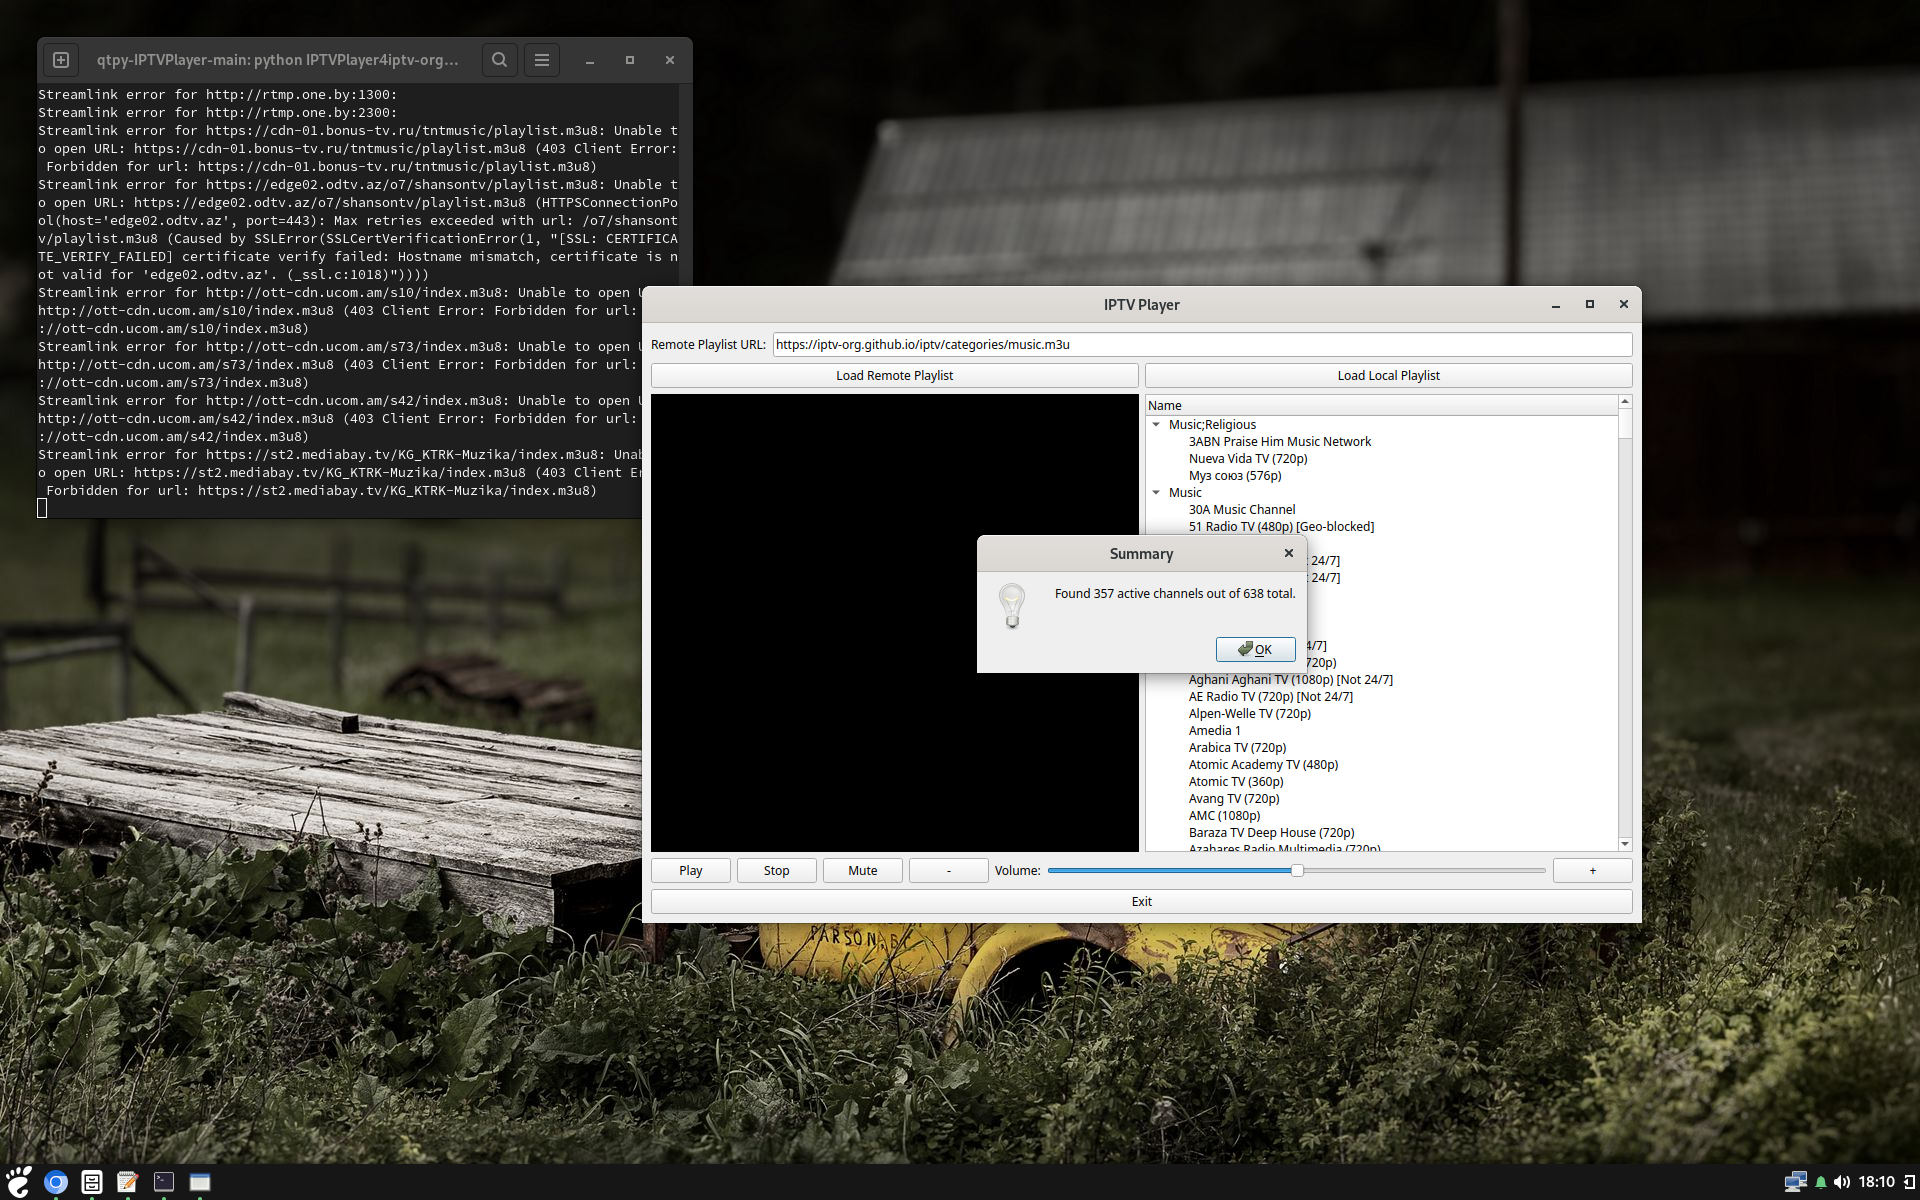 qtpy-IPTVPlayer-main: python IPTVPlayer4iptv-org...
Streamlink error for http://rtmp.one.by:1300:
Streamlink error for http://rtmp.one.by:2300:
Streamlink error for https://cdn-01.bonus-tv.ru/tntmusic/playlist.m3u8: Unable t
o open URL: https://cdn-01.bonus-tv.ru/tntmusic/playlist.m3u8 (403 Client Error:
Forbidden for url: https://cdn-01.bonus-tv.ru/tntmusic/playlist.m3u8)
Streamlink error for https://edge02.odtv.az/o7/shansontv/playlist.m3u8: Unable t
o open URL: https://edge02.odtv.az/o7/shansontv/playlist.m3u8 (HTTPSConnectionPo
ol(host='edge02.odtv.az', port=443): Max retries exceeded with url: /o7/shansont
v/playlist.m3u8 (Caused by SSLError(SSLCertVerificationError(1, "[SSL: CERTIFICA
TE_VERIFY_FAILED] certificate verify failed: Hostname mismatch, certificate is n
ot valid for 'edge02.odtv.az'. (_ssl.c:1018)"))))
Streamlink error for http://ott-cdn.ucom.am/s10/index.m3u8: Unable to open
http://ott-cdn.ucom.am/s10/index.m3u8 (403 Client Error: Forbidden for url:
://ott-cdn.ucom.am/s10/index.m3u8)
Streamlink error for http://ott-cdn.ucom.am/s73/index.m3u8: Unable to open
http://ott-cdn.ucom.am/s73/index.m3u8 (403 Client Error: Forbidden for url:
://ott-cdn.ucom.am/s73/index.m3u8)
Streamlink error for http://ott-cdn.ucom.am/s42/index.m3u8: Unable to open
http://ott-cdn.ucom.am/s42/index.m3u8 (403 Client Error: Forbidden for url:
://ott-cdn.ucom.am/s42/index.m3u8)
Streamlink error for https://st2.mediabay.tv/KG_KTRK-Muzika/index.m3u8: Unab
o open URL: https://st2.mediabay.tv/KG_KTRK-Muzika/index.m3u8 (403 Client Er
Forbidden for url: https://st2.mediabay.tv/KG_KTRK-Muzika/index.m3u8)
IPTV Player
Remote Playlist URL: https://iptv-org.github.io/iptv/categories/music.m3u
Load Remote Playlist Load Local Playlist
Name
Music;Religious
3ABN Praise Him Music Network
Nueva Vida TV (720p)
Муз союз (576p)
Music
30A Music Channel
51 Radio TV (480p) [Geo-blocked]
24/7]
24/7]
4/7]
720p)
Aghani Aghani TV (1080p) [Not 24/7]
AE Radio TV (720p) [Not 24/7]
Alpen-Welle TV (720p)
Amedia 1
Arabica TV (720p)
Atomic Academy TV (480p)
Atomic TV (360p)
Avang TV (720p)
AMC (1080p)
Baraza TV Deep House (720p)
Azahares Radio Multimedia (720p)
Summary
Found 357 active channels out of 638 total.
OK
Play Stop Mute - Volume: +
Exit
PARSON, BC
18:10